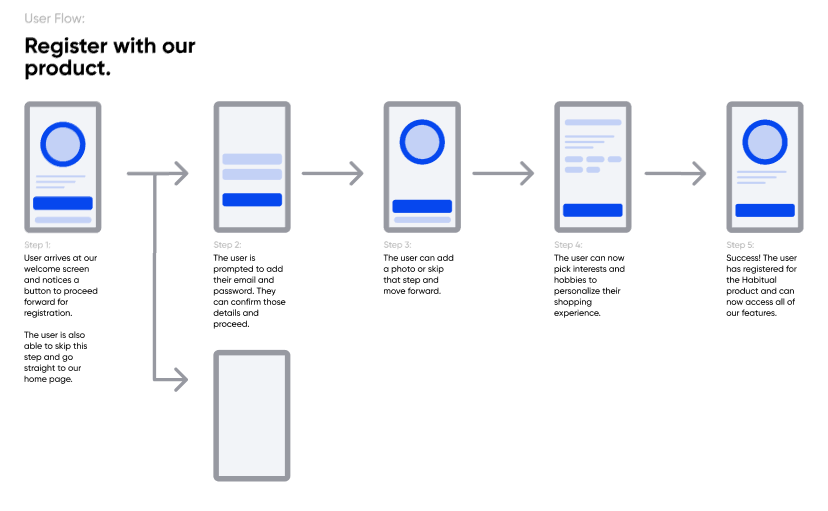 User Flow:
Register with our
product.
Step 1:
User arrives at our
welcome screen
and notices a
button to proceed
forward for
registration.
The user is also
able to skip this
step and go
straight to our
home page.
Step 2:
The user is
prompted to add
their email and
password. They
can confirm those
details and
proceed.
Step 3:
The user can add
a photo or skip
that step and
move forward.
Step 4:
The user can now
pick interests and
hobbies to
personalize their
shopping
experience.
Step 5:
Success! The user
has registered for
the Habitual
product and can
now access all of
our features.